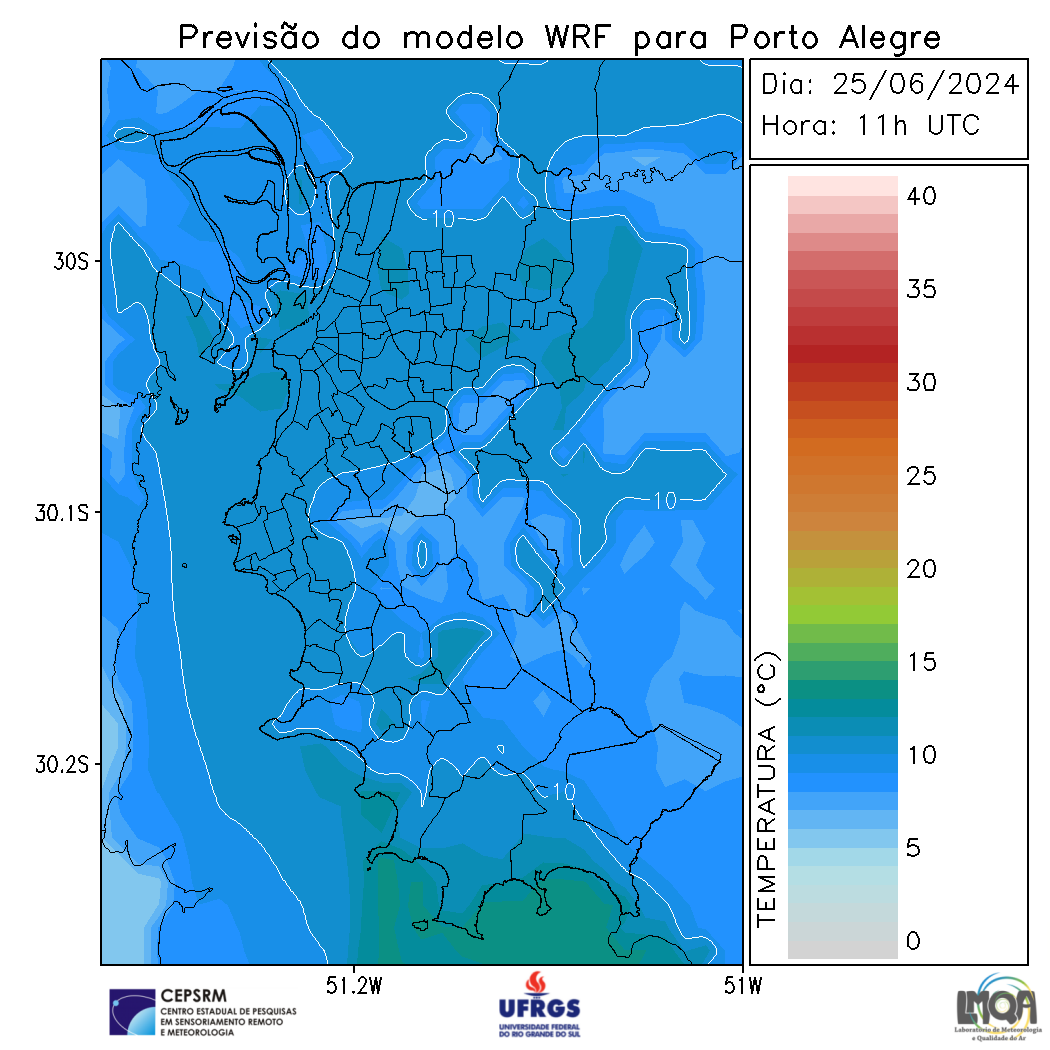 Previsão do modelo WRF para Porto Alegre
Dia: 25/06/2024
Hora: 11h UTC
40
35
30
25
20
15
10
5
0
TEMPERATURA (°C)
30S
30.1S
30.2S
51.2W
51W
10
10
10
CEPSRM
CENTRO ESTADUAL DE PESQUISAS
EM SENSORIAMENTO REMOTO
E METEOROLOGIA
UFRGS
UNIVERSIDADE FEDERAL
DO RIO GRANDE DO SUL
LMQA
Laboratório de Meteorologia
e Qualidade do Ar